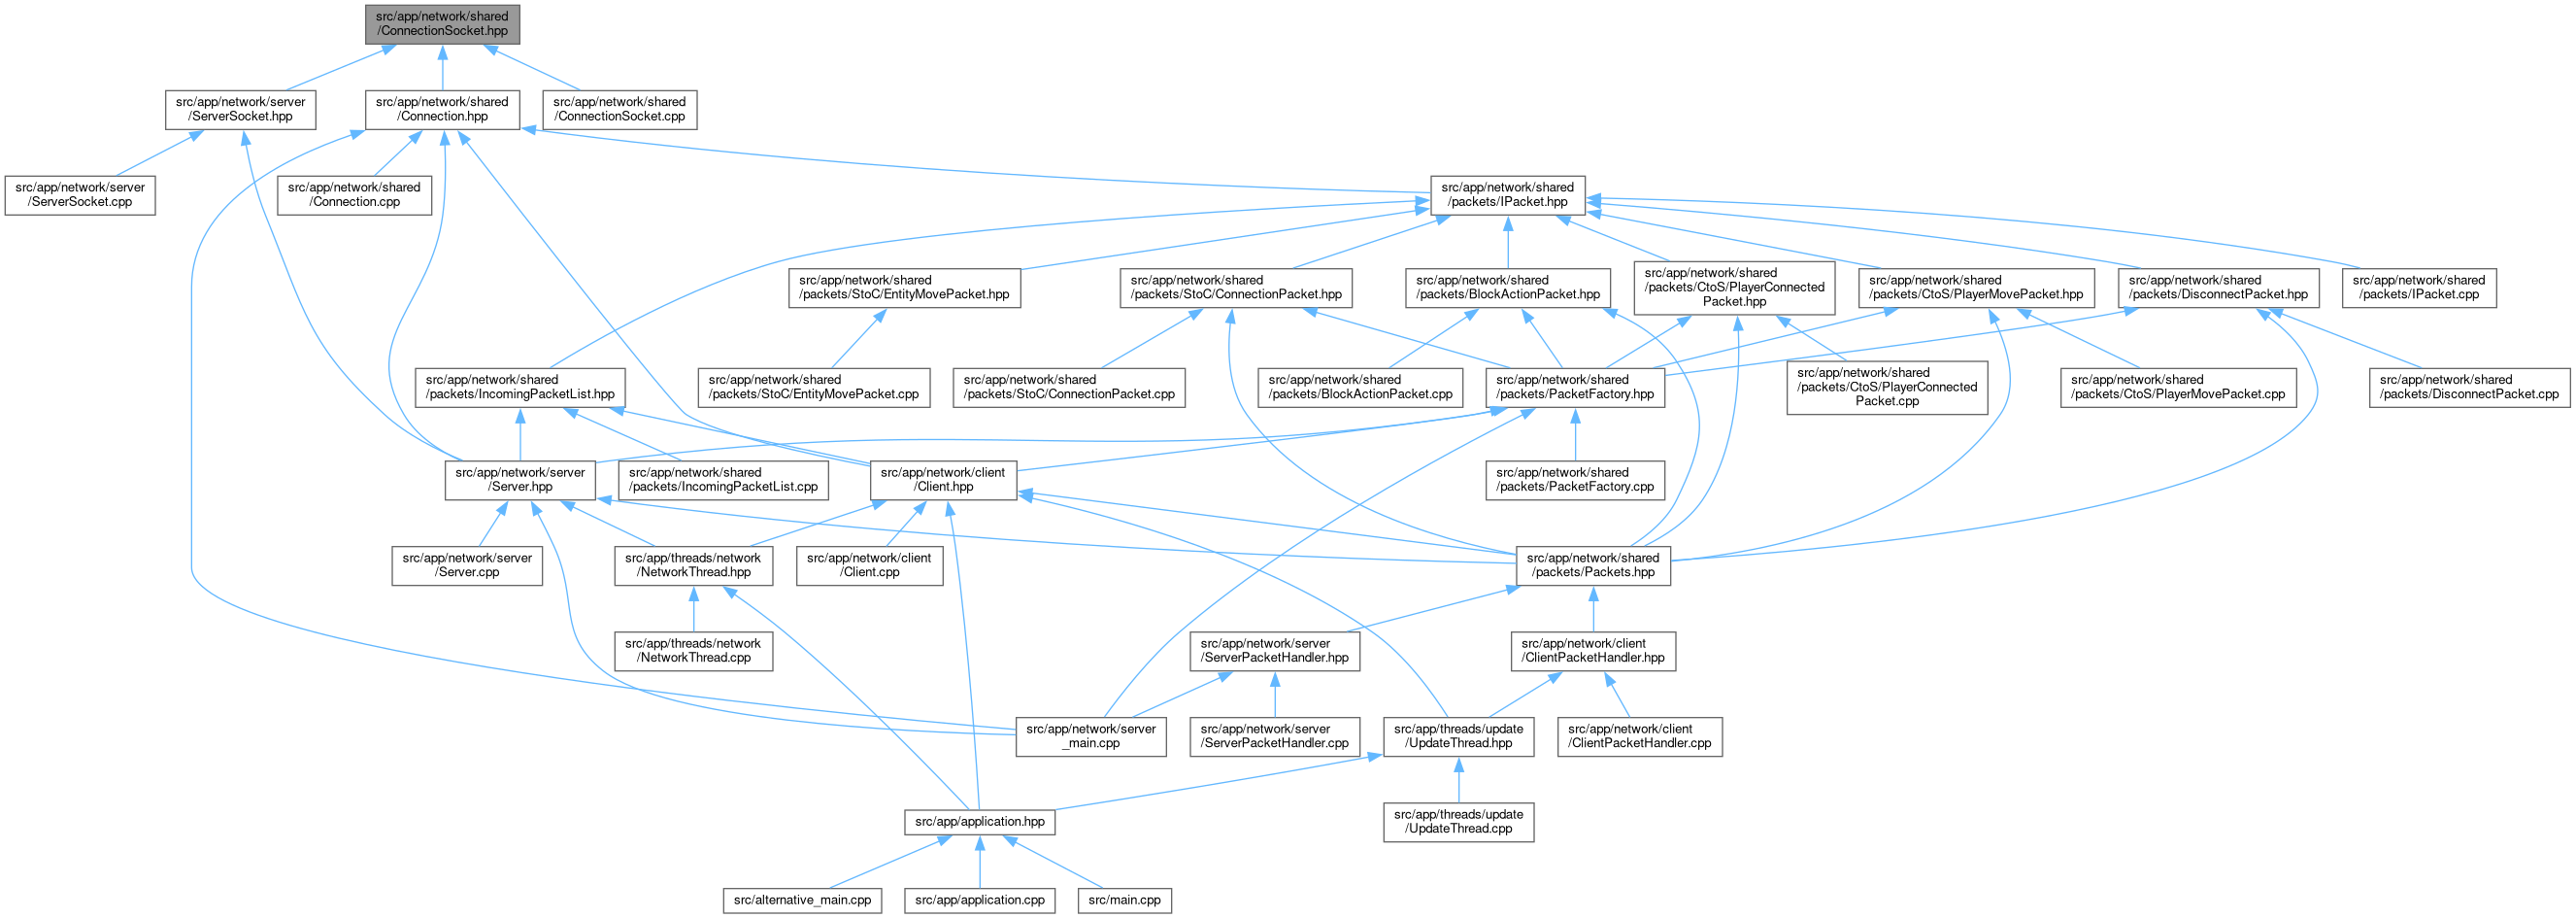 src/app/network/shared
/ConnectionSocket.hpp
src/app/network/server
/ServerSocket.hpp
src/app/network/shared
/Connection.hpp
src/app/network/shared
/ConnectionSocket.cpp
src/app/network/server
/ServerSocket.cpp
src/app/network/shared
/Connection.cpp
src/app/network/shared
/packets/IPacket.hpp
src/app/network/shared
/packets/StoC/EntityMovePacket.hpp
src/app/network/shared
/packets/StoC/ConnectionPacket.hpp
src/app/network/shared
/packets/BlockActionPacket.hpp
src/app/network/shared
/packets/CtoS/PlayerConnected
Packet.hpp
src/app/network/shared
/packets/CtoS/PlayerMovePacket.hpp
src/app/network/shared
/packets/DisconnectPacket.hpp
src/app/network/shared
/packets/IPacket.cpp
src/app/network/shared
/packets/IncomingPacketList.hpp
src/app/network/shared
/packets/StoC/EntityMovePacket.cpp
src/app/network/shared
/packets/StoC/ConnectionPacket.cpp
src/app/network/shared
/packets/BlockActionPacket.cpp
src/app/network/shared
/packets/PacketFactory.hpp
src/app/network/shared
/packets/CtoS/PlayerConnected
Packet.cpp
src/app/network/shared
/packets/CtoS/PlayerMovePacket.cpp
src/app/network/shared
/packets/DisconnectPacket.cpp
src/app/network/server
/Server.hpp
src/app/network/shared
/packets/IncomingPacketList.cpp
src/app/network/client
/Client.hpp
src/app/network/shared
/packets/PacketFactory.cpp
src/app/network/server
/Server.cpp
src/app/threads/network
/NetworkThread.hpp
src/app/network/client
/Client.cpp
src/app/network/shared
/packets/Packets.hpp
src/app/threads/network
/NetworkThread.cpp
src/app/network/server
/ServerPacketHandler.hpp
src/app/network/client
/ClientPacketHandler.hpp
src/app/network/server
_main.cpp
src/app/network/server
/ServerPacketHandler.cpp
src/app/threads/update
/UpdateThread.hpp
src/app/network/client
/ClientPacketHandler.cpp
src/app/application.hpp
src/app/threads/update
/UpdateThread.cpp
src/alternative_main.cpp
src/app/application.cpp
src/main.cpp